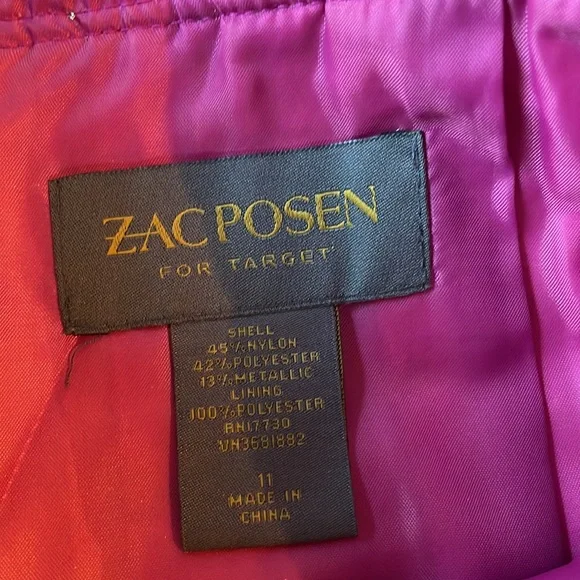 ZAC POSEN
FOR TARGET
SHELL
45%NYLON
42%POLYESTER
13%METALLIC
LINING
100%POLYESTER
RN17730
VN3681882
11
MADE IN
CHINA